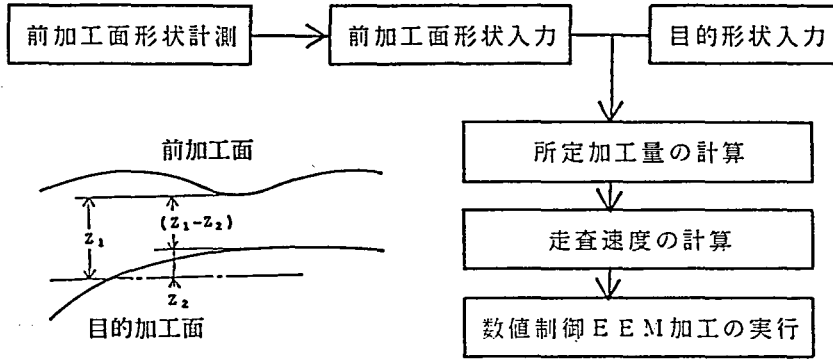 前加工面形状計測
前加工面形状入力
目的形状入力
所定加工量の計算
走査速度の計算
数値制御EEM加工の実行
前加工面
Z₁
(Z₁-Z₂)
Z₂
目的加工面